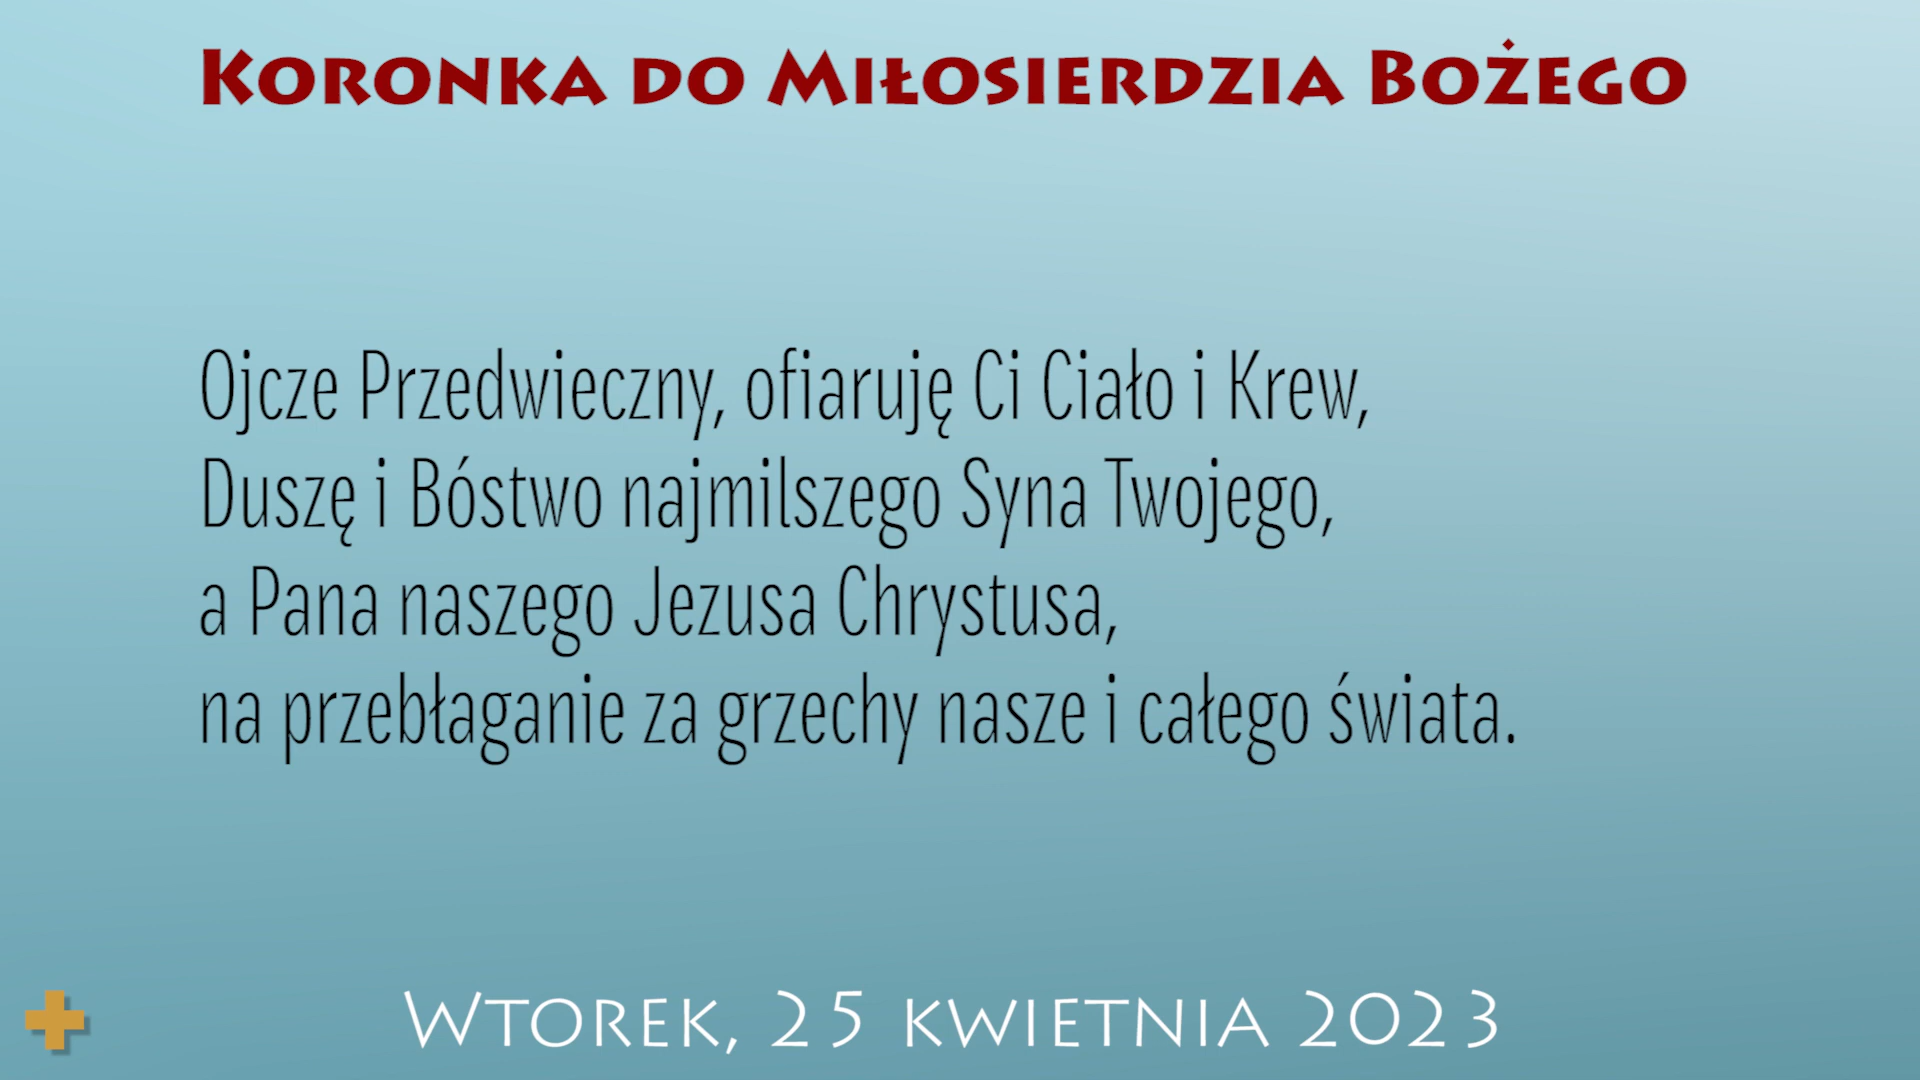 Koronka do Miłosierdzia Bożego
Ojcze Przedwieczny, ofiaruję Ci Ciało i Krew,
Duszę i Bóstwo najmilszego Syna Twojego,
a Pana naszego Jezusa Chrystusa,
na przebłaganie za grzechy nasze i całego świata.
Wtorek, 25 kwietnia 2023